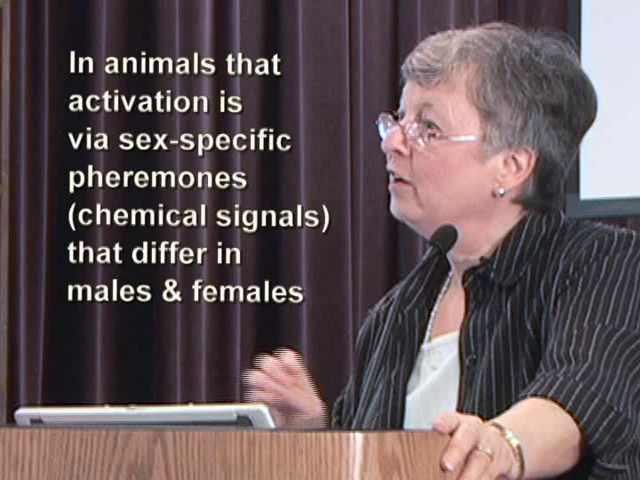 In animals that
activation is
via sex-specific
pheremones
(chemical signals)
that differ in
males & females